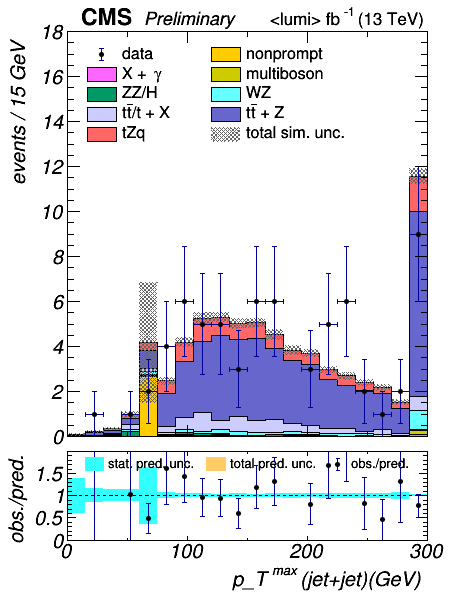 CMS Preliminary <lumi> fb⁻¹ (13 TeV)
events / 15 GeV
18
16
14
12
10
8
6
4
2
0
data
nonprompt
X + γ
multiboson
ZZ/H
WZ
tt̄/t + X
tt̄ + Z
tZq
total sim. unc.
obs./pred.
1.5
1
0.5
0
stat. pred. unc.
total pred. unc.
obs./pred.
0 100 200 300
p_T^max (jet+jet)(GeV)